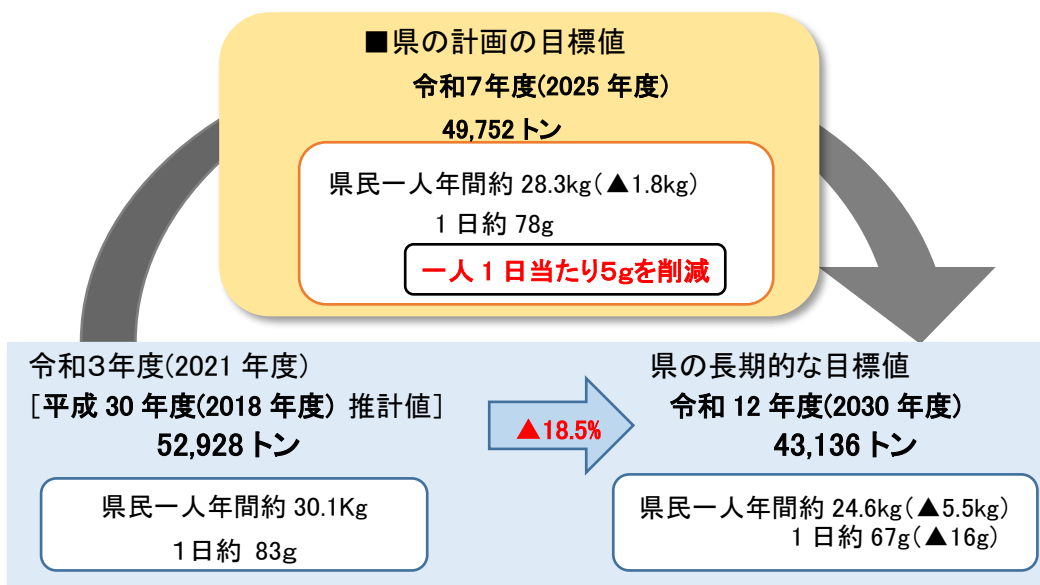 ■県の計画の目標値
令和７年度(2025 年度)
49,752 トン
県民一人年間約 28.3kg(▲1.8kg)
1 日約 78g
一人 1 日当たり5gを削減
令和３年度(2021 年度)
[平成 30 年度(2018 年度) 推計値]
52,928 トン
県民一人年間約 30.1Kg
1日約 83g
▲18.5%
県の長期的な目標値
令和 12 年度(2030 年度)
43,136 トン
県民一人年間約 24.6kg(▲5.5kg)
1 日約 67g(▲16g)